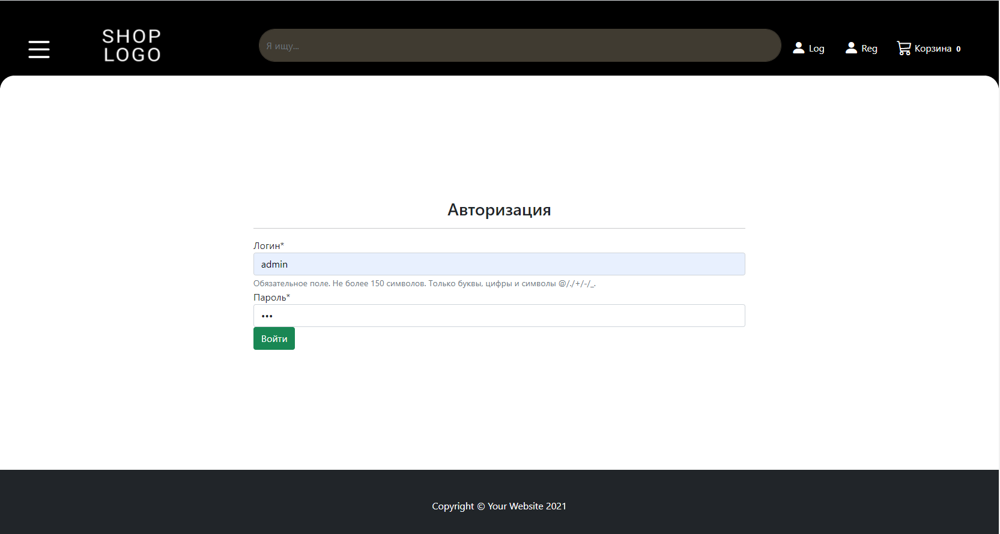 SHOP
LOGO
Я ищу...
Log
Reg
Корзина 0
Авторизация
Логин*
admin
Обязательное поле. Не более 150 символов. Только буквы, цифры и символы @/./+/-/_.
Пароль*
•••
Войти
Copyright © Your Website 2021